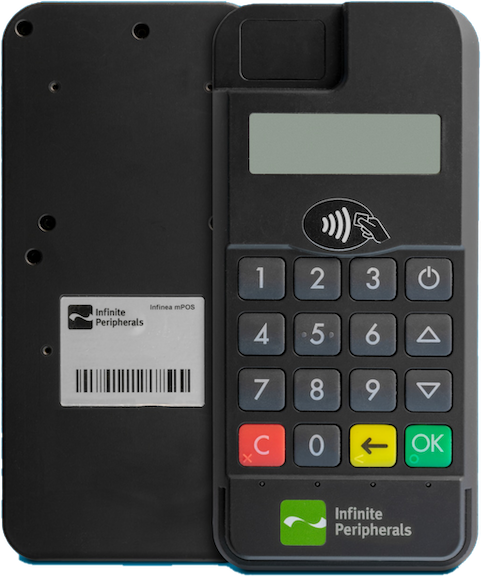 Infinite
Peripherals
Infinea mPOS
1 2 3
4 5 6
7 8 9
C 0 ← OK
Infinite
Peripherals